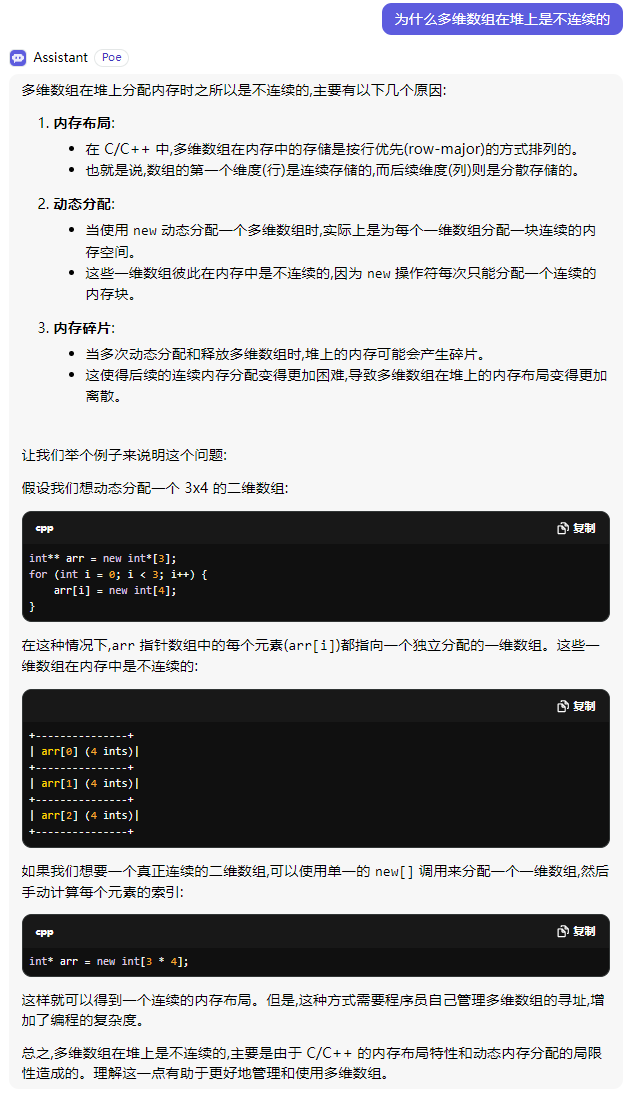 为什么多维数组在堆上是不连续的
Assistant Poe
多维数组在堆上分配内存时之所以是不连续的,主要有以下几个原因:
1. 内存布局:
• 在 C/C++ 中,多维数组在内存中的存储是按行优先(row-major)的方式排列的。
• 也就是说,数组的第一个维度(行)是连续存储的,而后续维度(列)则是分散存储的。
2. 动态分配:
• 当使用 new 动态分配一个多维数组时,实际上是为每个一维数组分配一块连续的内
存空间。
• 这些一维数组彼此在内存中是不连续的,因为 new 操作符每次只能分配一个连续的
内存块。
3. 内存碎片:
• 当多次动态分配和释放多维数组时,堆上的内存可能会产生碎片。
• 这使得后续的连续内存分配变得更加困难,导致多维数组在堆上的内存布局变得更加
离散。
让我们举个例子来说明这个问题:
假设我们想动态分配一个 3x4 的二维数组:
cpp 复制
int** arr = new int*[3];
for (int i = 0; i < 3; i++) {
    arr[i] = new int[4];
}
在这种情况下,arr 指针数组中的每个元素(arr[i])都指向一个独立分配的一维数组。这些一
维数组在内存中是不连续的:
复制
+---------------+
| arr[0] (4 ints)|
+---------------+
| arr[1] (4 ints)|
+---------------+
| arr[2] (4 ints)|
+---------------+
如果我们想要一个真正连续的二维数组,可以使用单一的 new[] 调用来分配一个一维数组,然后
手动计算每个元素的索引:
cpp 复制
int* arr = new int[3 * 4];
这样就可以得到一个连续的内存布局。但是,这种方式需要程序员自己管理多维数组的寻址,增
加了编程的复杂度。
总之,多维数组在堆上是不连续的,主要是由于 C/C++ 的内存布局特性和动态内存分配的局限
性造成的。理解这一点有助于更好地管理和使用多维数组。